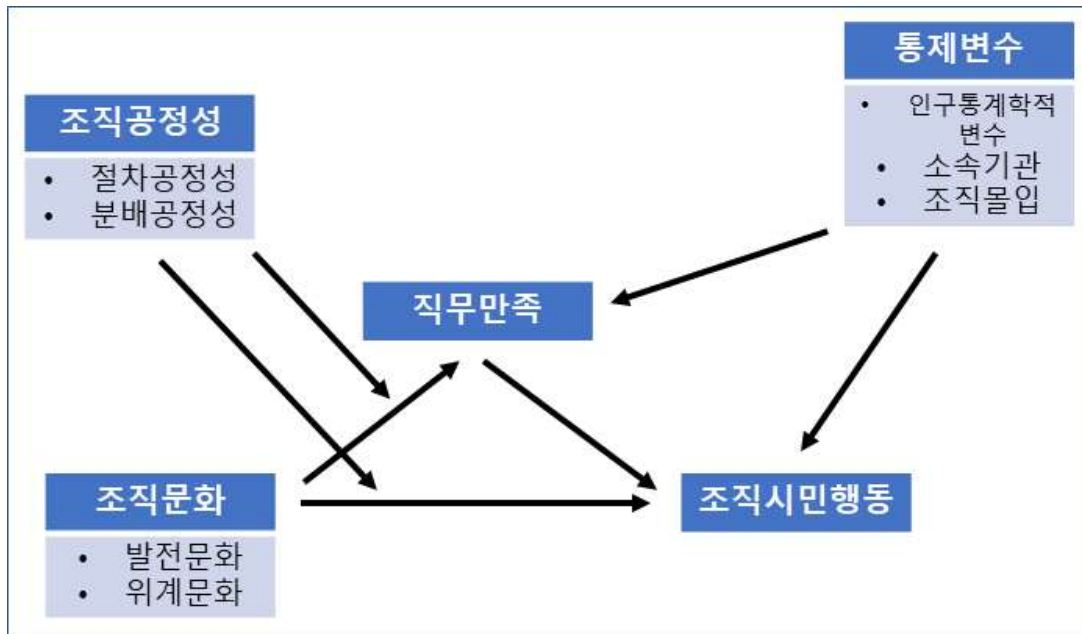 통제변수
• 인구통계학적
변수
• 소속기관
• 조직몰입
조직공정성
• 절차공정성
• 분배공정성
직무만족
조직문화
• 발전문화
• 위계문화
조직시민행동